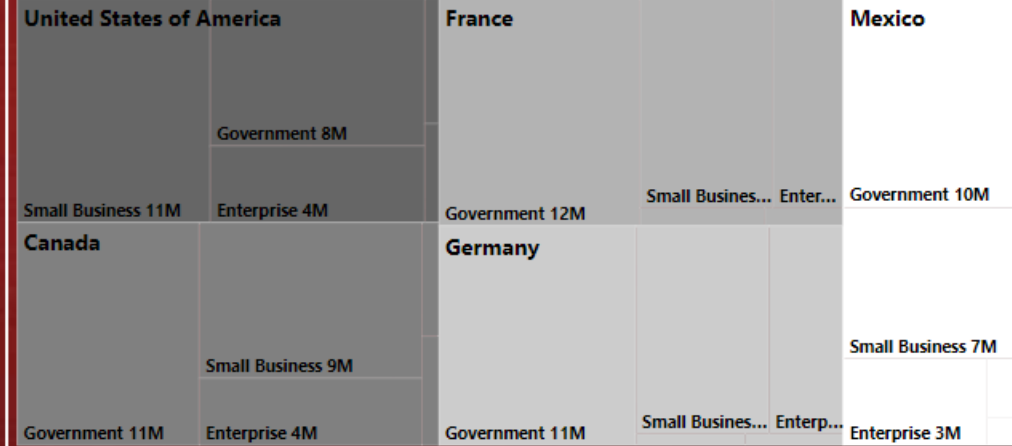 United States of America
Government 8M
Small Business 11M
Enterprise 4M
Canada
Small Business 9M
Government 11M
Enterprise 4M
France
Small Busines...
Enter...
Government 12M
Germany
Small Busines...
Enterp...
Government 11M
Mexico
Government 10M
Small Business 7M
Enterprise 3M